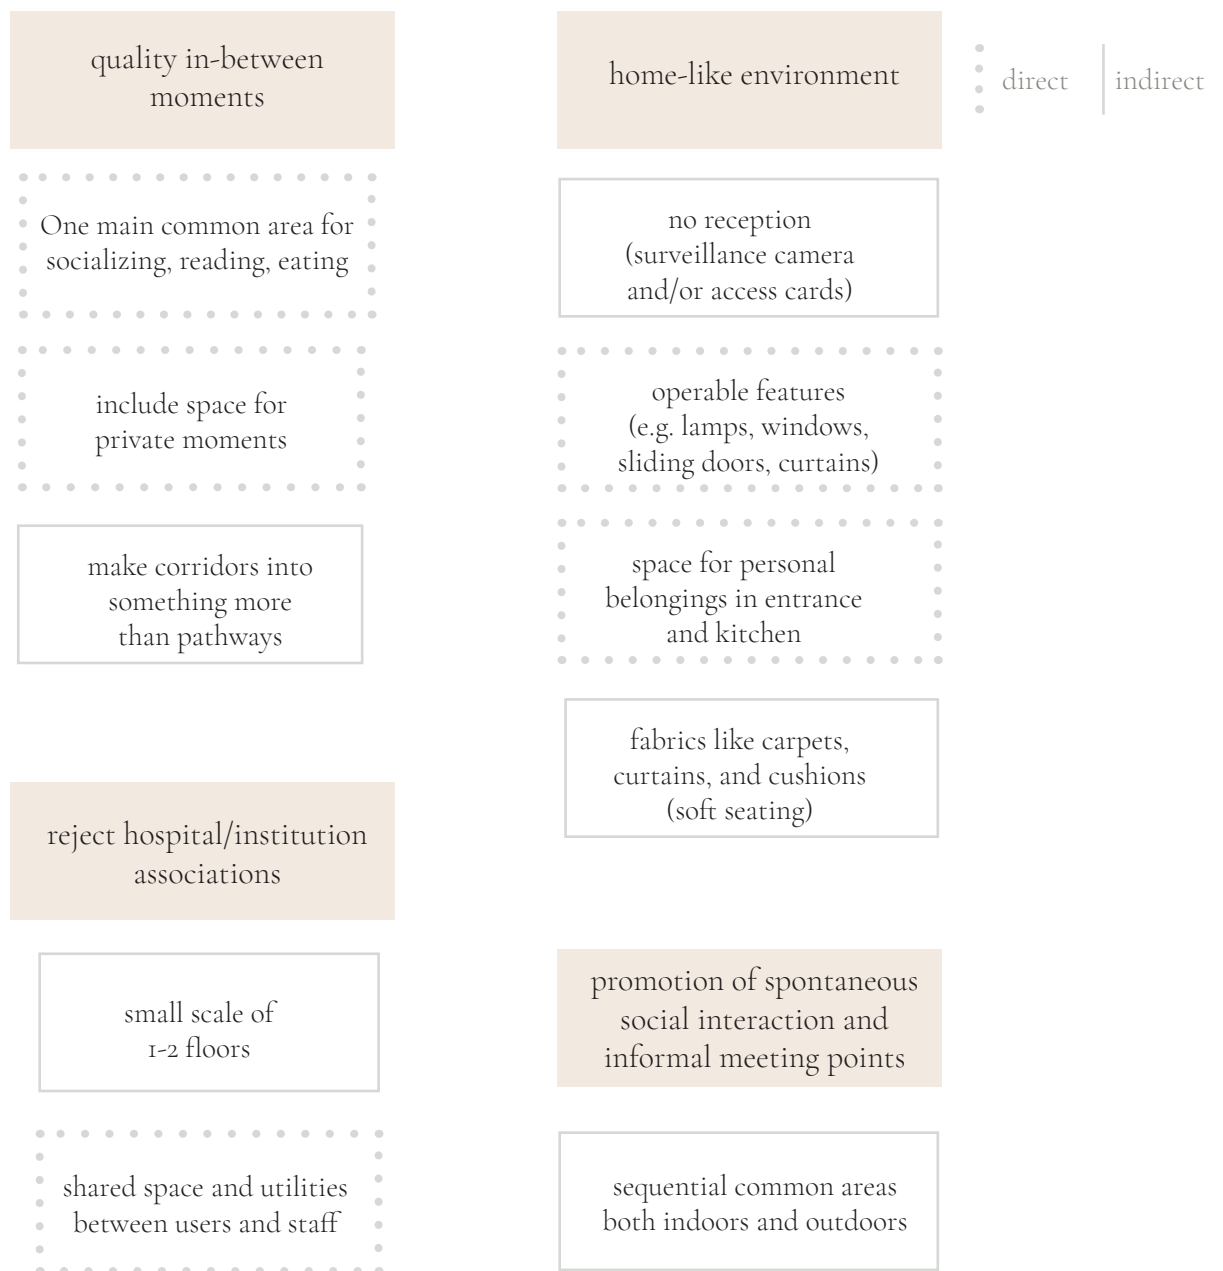 quality in-between
moments
One main common area for
socializing, reading, eating
include space for
private moments
make corridors into
something more
than pathways
reject hospital/institution
associations
small scale of
1-2 floors
shared space and utilities
between users and staff
home-like environment
no reception
(surveillance camera
and/or access cards)
operable features
(e.g. lamps, windows,
sliding doors, curtains)
space for personal
belongings in entrance
and kitchen
fabrics like carpets,
curtains, and cushions
(soft seating)
promotion of spontaneous
social interaction and
informal meeting points
sequential common areas
both indoors and outdoors
direct
indirect